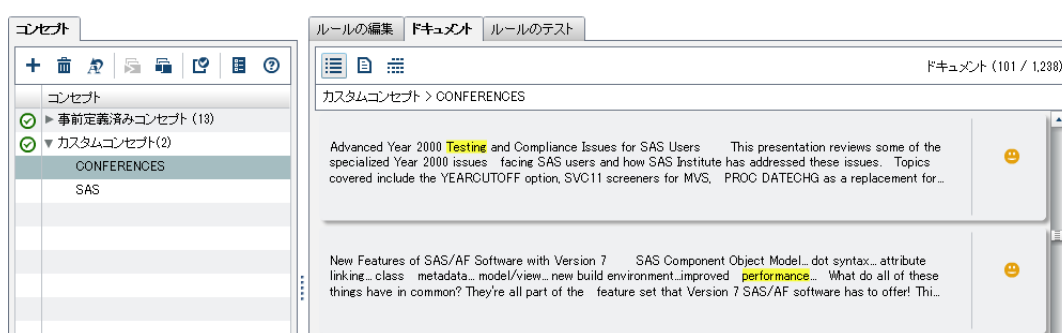 コンセプト
ルールの編集 ドキュメント ルールのテスト
ドキュメント (101 / 1,238)
コンセプト
事前定義済みコンセプト (13)
カスタムコンセプト(2)
CONFERENCES
SAS
カスタムコンセプト > CONFERENCES
Advanced Year 2000 Testing and Compliance Issues for SAS Users This presentation reviews some of the
specialized Year 2000 issues facing SAS users and how SAS Institute has addressed these issues. Topics
covered include the YEARCUTOFF option, SVC11 screeners for MVS, PROC DATECHG as a replacement for...
New Features of SAS/AF Software with Version 7 SAS Component Object Model... dot syntax... attribute
linking... class metadata... model/view... new build environment...improved performance... What do all of these
things have in common? They're all part of the feature set that Version 7 SAS/AF software has to offer! Thi...